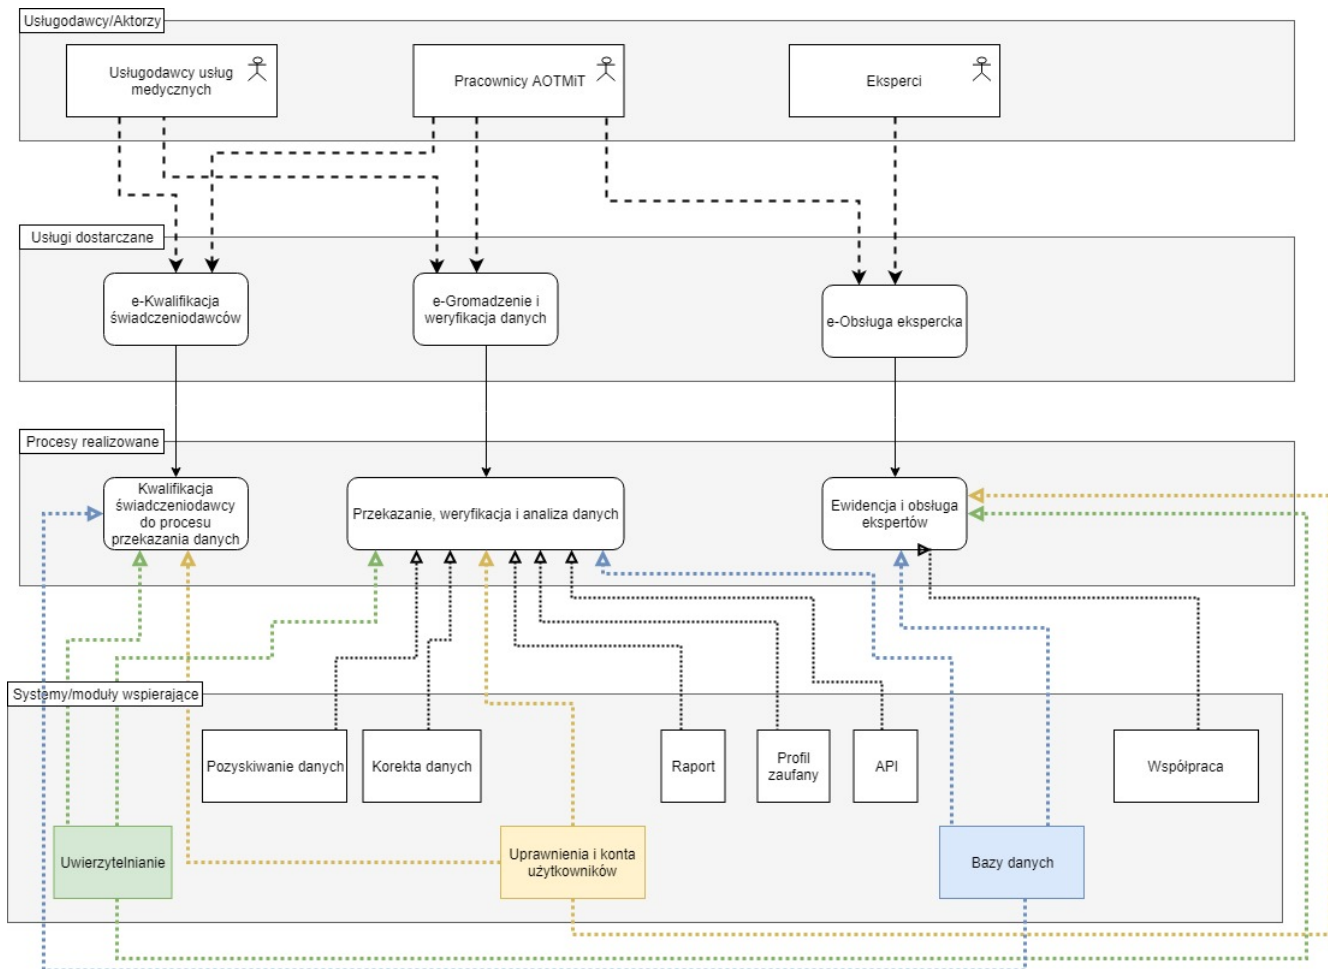 Usługodawcy/Aktorzy
Usługodawcy usług
medycznych
Pracownicy AOTMiT
Eksperci
Usługi dostarczane
e-Kwalifikacja
świadczeniodawców
e-Gromadzenie i
weryfikacja danych
e-Obsługa ekspercka
Procesy realizowane
Kwalifikacja
świadczeniodawcy
do procesu
przekazania danych
Przekazanie, weryfikacja i analiza danych
Ewidencja i obsługa
ekspertów
Systemy/moduły wspierające
Pozyskiwanie danych
Korekta danych
Raport
Profil
zaufany
API
Współpraca
Uwierzytelnianie
Uprawnienia i konta
użytkowników
Bazy danych